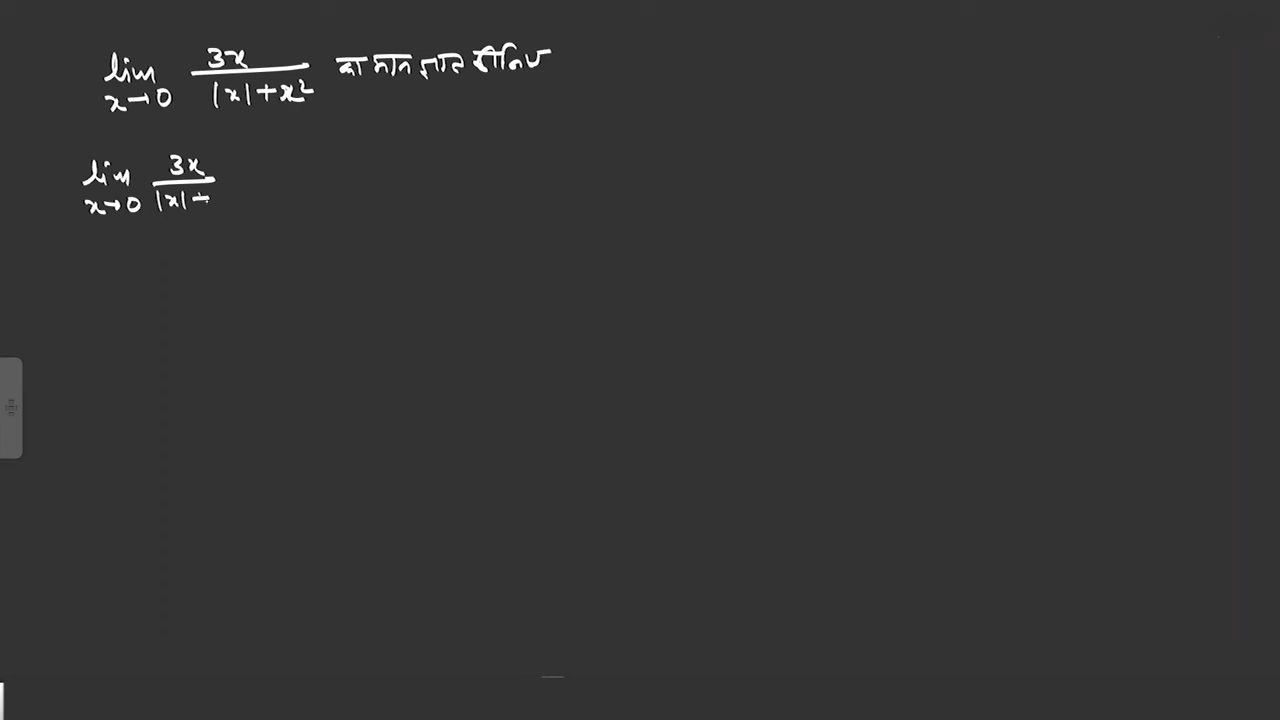 lim x→0 3x / |x| + x² का मान ज्ञात कीजिए
lim x→0 3x / |x| +